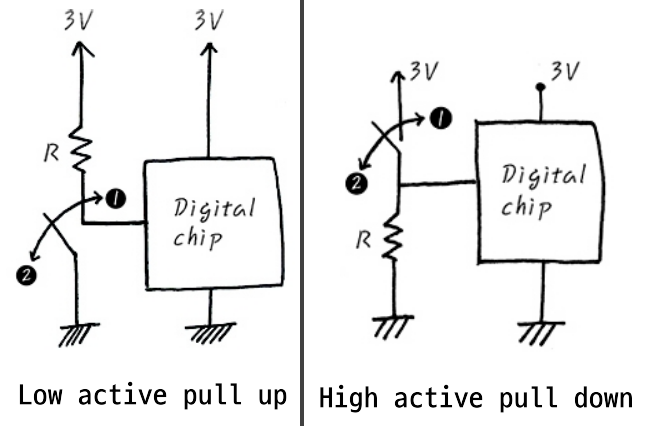 3V
3V
R
1
2
Digital
chip
Low active pull up
3V
3V
1
2
R
Digital
chip
High active pull down